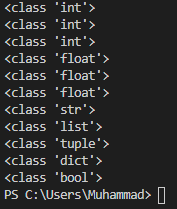 <class 'int'>
<class 'int'>
<class 'int'>
<class 'float'>
<class 'float'>
<class 'float'>
<class 'str'>
<class 'list'>
<class 'tuple'>
<class 'dict'>
<class 'bool'>
PS C:\Users\Muhammad>